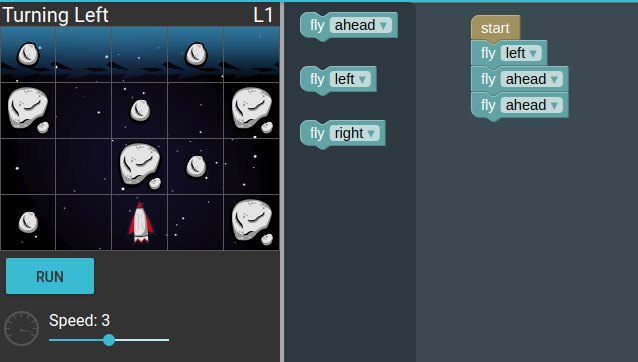 Turning Left L1
RUN
Speed: 3
fly ahead
fly left
fly right
start
fly left
fly ahead
fly ahead